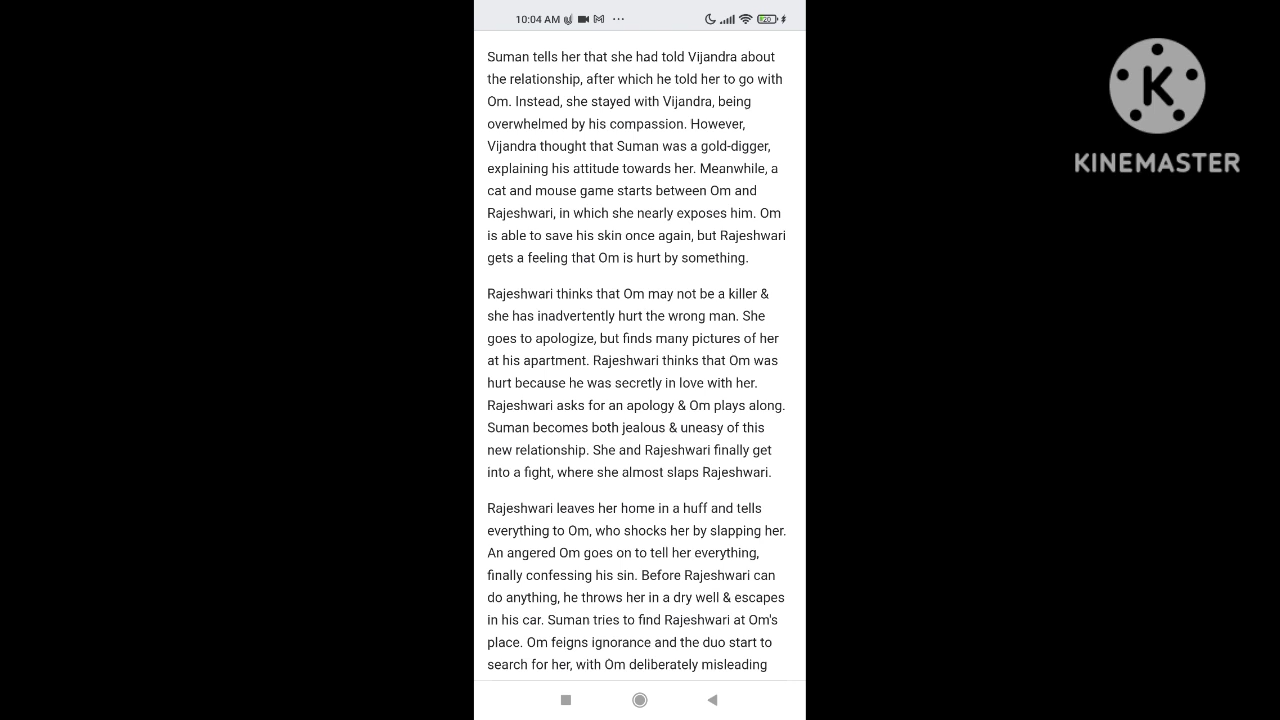 10:04 AM
20
Suman tells her that she had told Vijandra about
the relationship, after which he told her to go with
Om. Instead, she stayed with Vijandra, being
overwhelmed by his compassion. However,
Vijandra thought that Suman was a gold-digger,
explaining his attitude towards her. Meanwhile, a
cat and mouse game starts between Om and
Rajeshwari, in which she nearly exposes him. Om
is able to save his skin once again, but Rajeshwari
gets a feeling that Om is hurt by something.
Rajeshwari thinks that Om may not be a killer &
she has inadvertently hurt the wrong man. She
goes to apologize, but finds many pictures of her
at his apartment. Rajeshwari thinks that Om was
hurt because he was secretly in love with her.
Rajeshwari asks for an apology & Om plays along.
Suman becomes both jealous & uneasy of this
new relationship. She and Rajeshwari finally get
into a fight, where she almost slaps Rajeshwari.
Rajeshwari leaves her home in a huff and tells
everything to Om, who shocks her by slapping her.
An angered Om goes on to tell her everything,
finally confessing his sin. Before Rajeshwari can
do anything, he throws her in a dry well & escapes
in his car. Suman tries to find Rajeshwari at Om's
place. Om feigns ignorance and the duo start to
search for her, with Om deliberately misleading
K
KINEMASTER